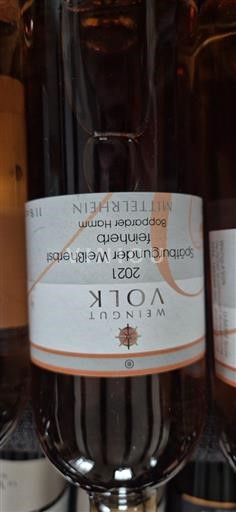 WEINGUT
VOLK
2021
Spätburgunder Weißherbst
feinherb
Bopparder Hamm
MITTELRHEIN